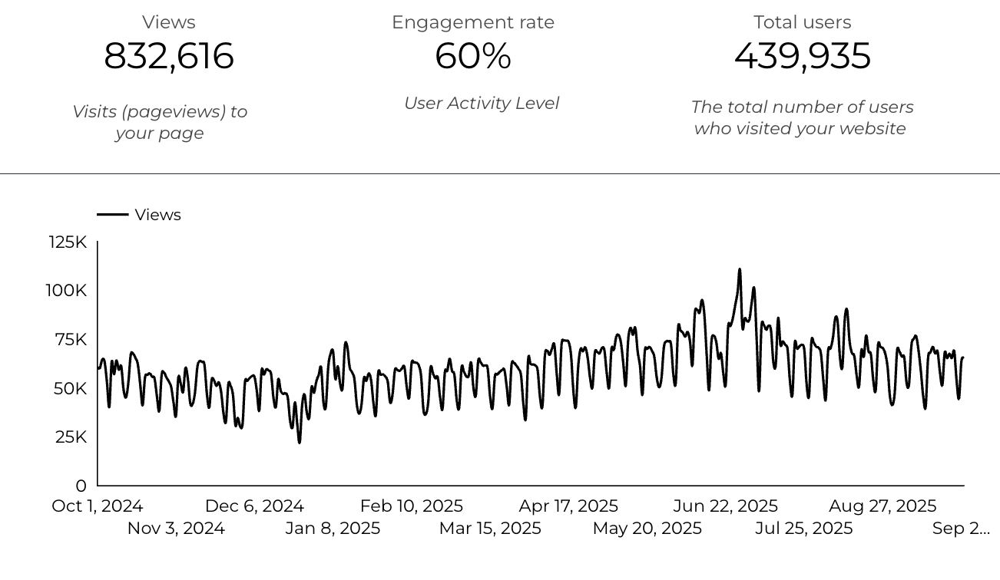 Views
832,616
Visits (pageviews) to
your page
Engagement rate
60%
User Activity Level
Total users
439,935
The total number of users
who visited your website
Views
125K
100K
75K
50K
25K
0
Oct 1, 2024
Nov 3, 2024
Dec 6, 2024
Jan 8, 2025
Feb 10, 2025
Mar 15, 2025
Apr 17, 2025
May 20, 2025
Jun 22, 2025
Jul 25, 2025
Aug 27, 2025
Sep 2...